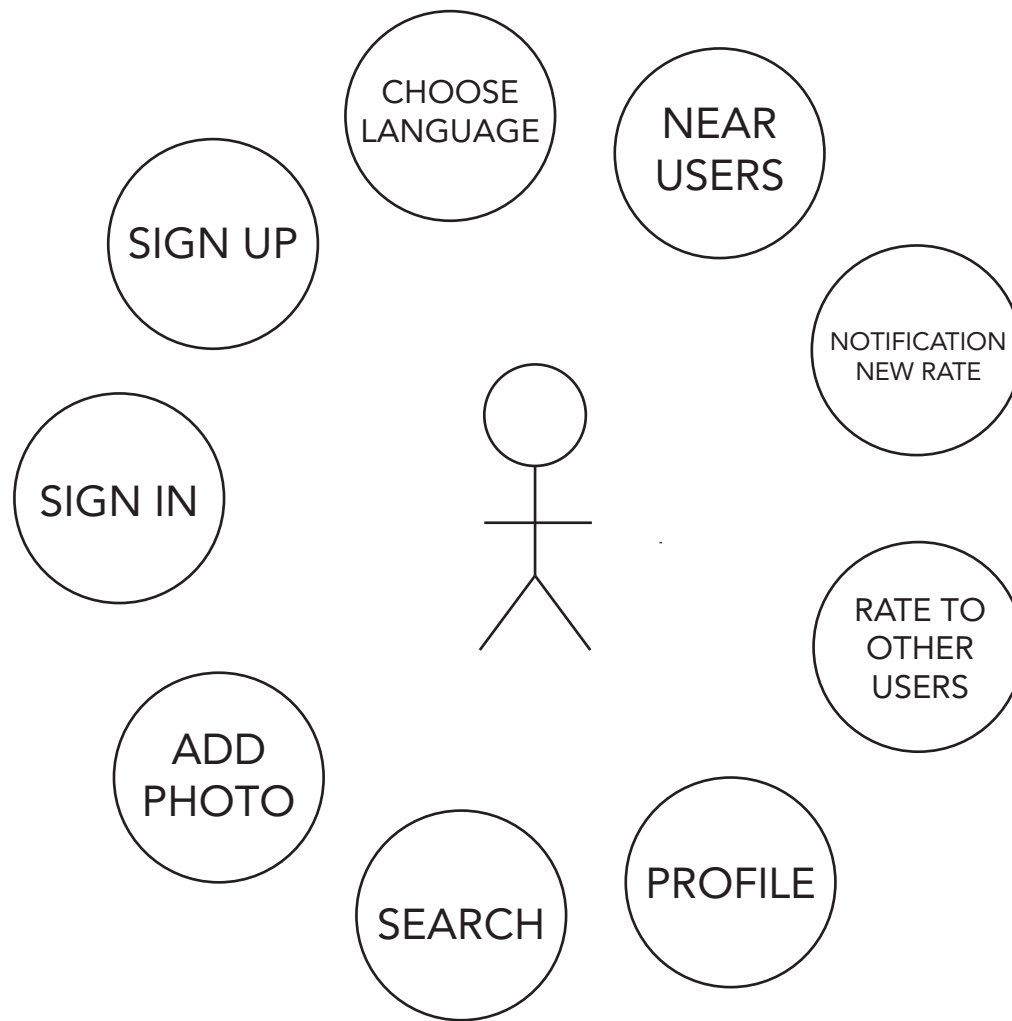 CHOOSE
LANGUAGE
NEAR
USERS
SIGN UP
NOTIFICATION
NEW RATE
SIGN IN
RATE TO
OTHER
USERS
ADD
PHOTO
PROFILE
SEARCH